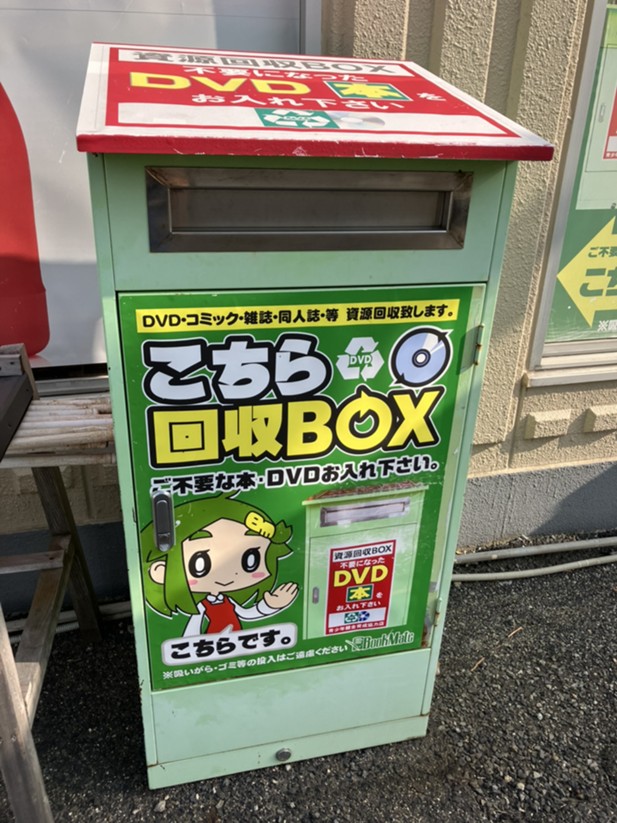 資源回収BOX
不要になった
DVD 本 を
お入れ下さい
DVD・コミック・雑誌・同人誌・等 資源回収致します。
こちら
DVD
回収BOX
ご不要な本・DVDお入れ下さい。
資源回収BOX
不要になった
DVD
本 を
お入れ下さい
こちらです。
BookMate
※吸いがら・ゴミ等の投入はご遠慮ください
ご不
こち